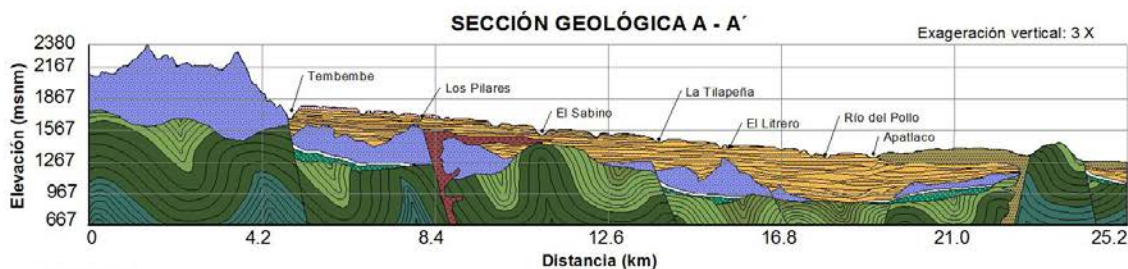 SECCIÓN GEOLÓGICA A - A´
Exageración vertical: 3 X
Elevación (msnm)
2380
2167
1867
1567
1267
967
667
Tembembe
Los Pilares
El Sabino
La Tilapeña
El Litrero
Río del Pollo
Apatlaco
0 4.2 8.4 12.6 16.8 21.0 25.2
Distancia (km)